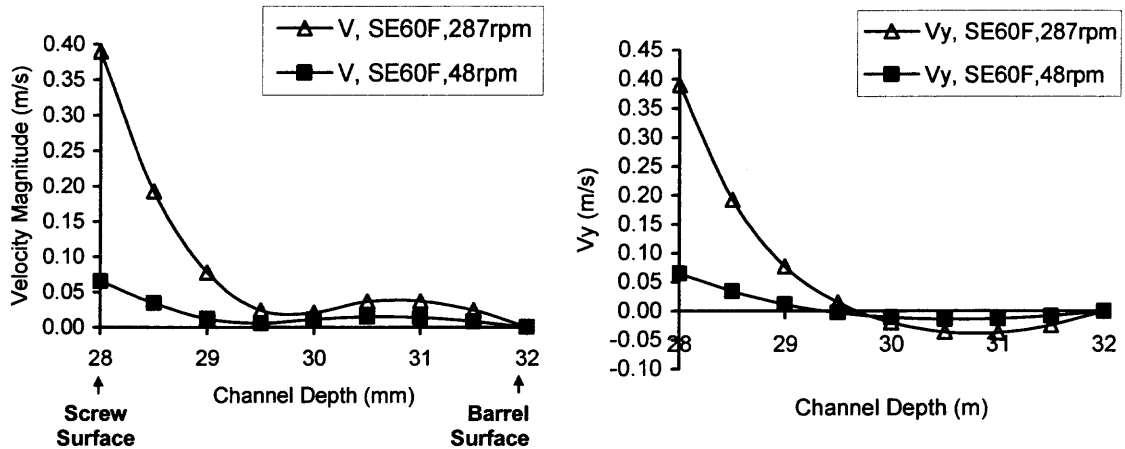 V, SE60F,287rpm
V, SE60F,48rpm
Velocity Magnitude (m/s)
0.40
0.35
0.30
0.25
0.20
0.15
0.10
0.05
0.00
28 29 30 31 32
Channel Depth (mm)
Screw
Surface
Barrel
Surface
Vy, SE60F,287rpm
Vy, SE60F,48rpm
Vy (m/s)
0.45
0.40
0.35
0.30
0.25
0.20
0.15
0.10
0.05
0.00
-0.05
-0.10
28 29 30 31 32
Channel Depth (m)